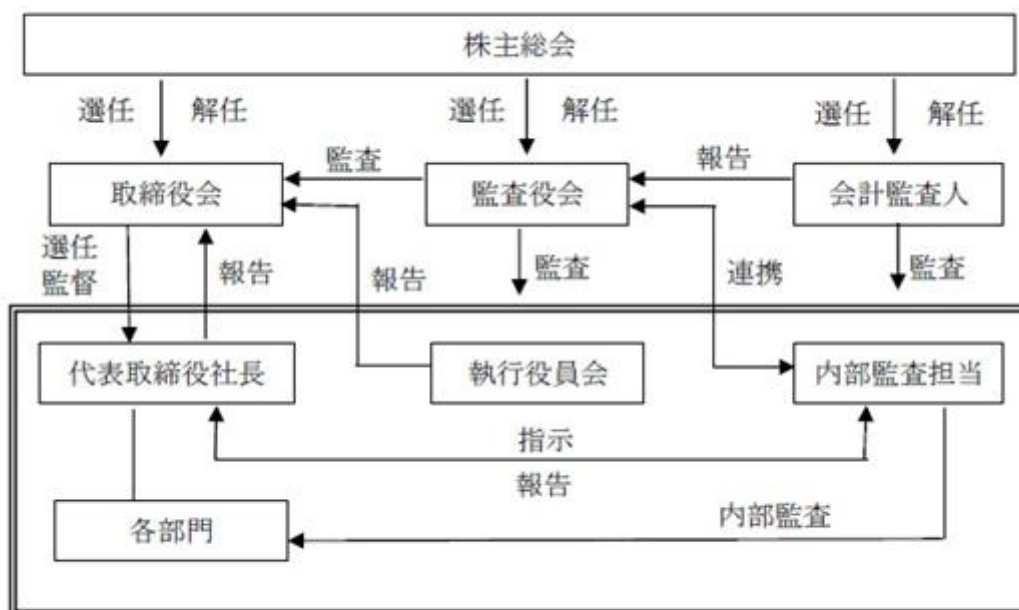 株主総会
選任
解任
選任
解任
選任
解任
取締役会
監査
監査役会
報告
会計監査人
選任
監督
報告
報告
監査
連携
監査
代表取締役社長
執行役員会
内部監査担当
指示
報告
各部門
内部監査